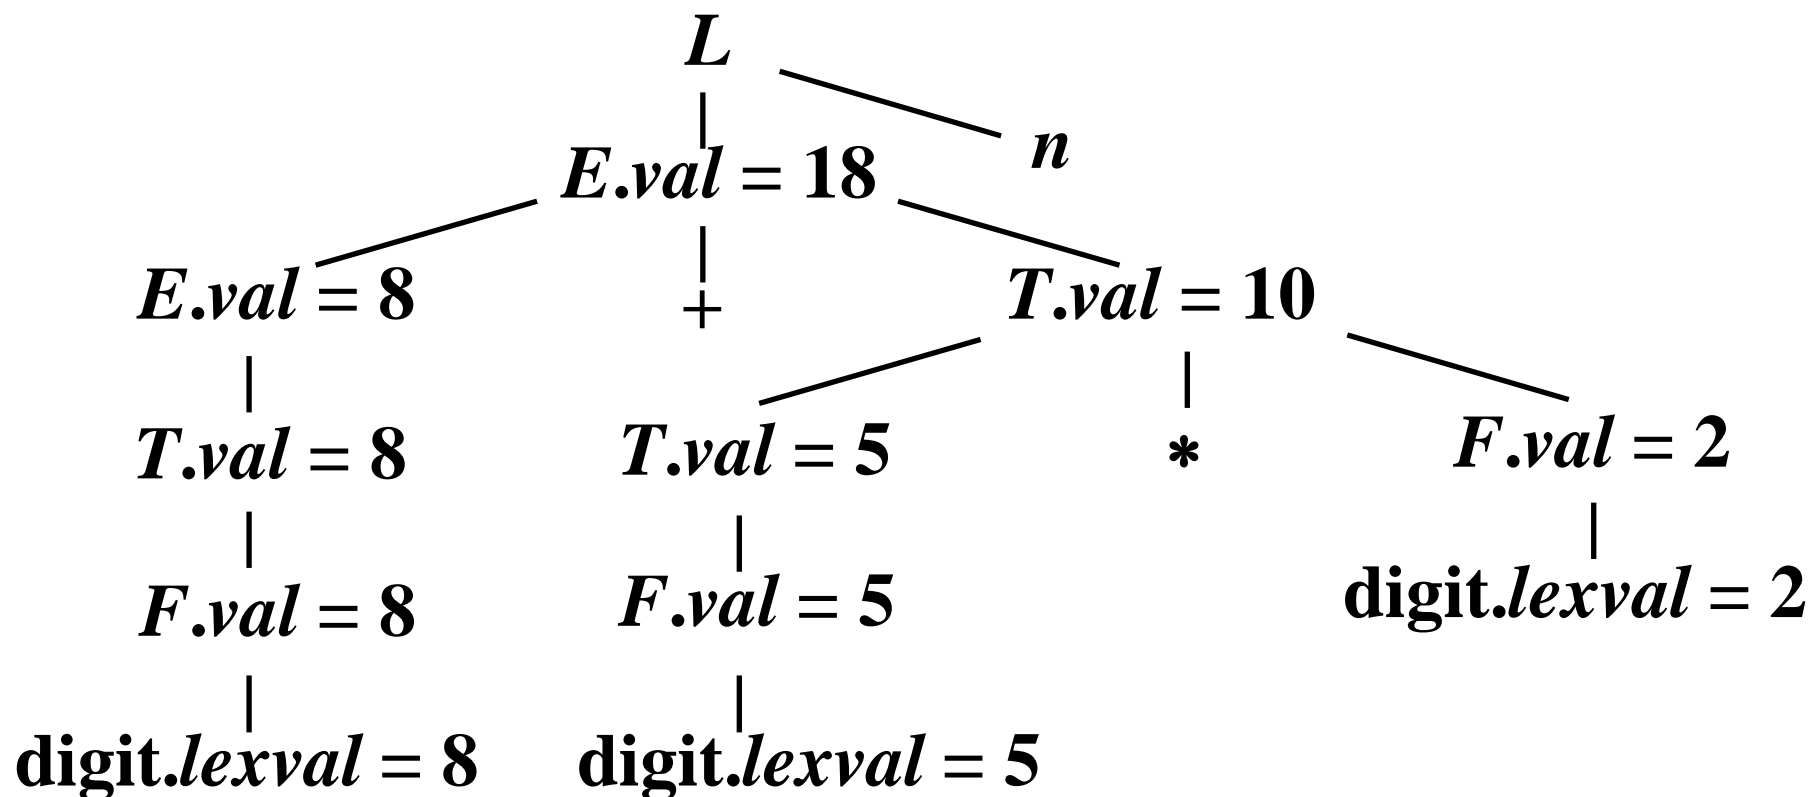 L
n
E.val = 18
E.val = 8 + T.val = 10
T.val = 8 T.val = 5 * F.val = 2
F.val = 8 F.val = 5 digit.lexval = 2
digit.lexval = 8 digit.lexval = 5